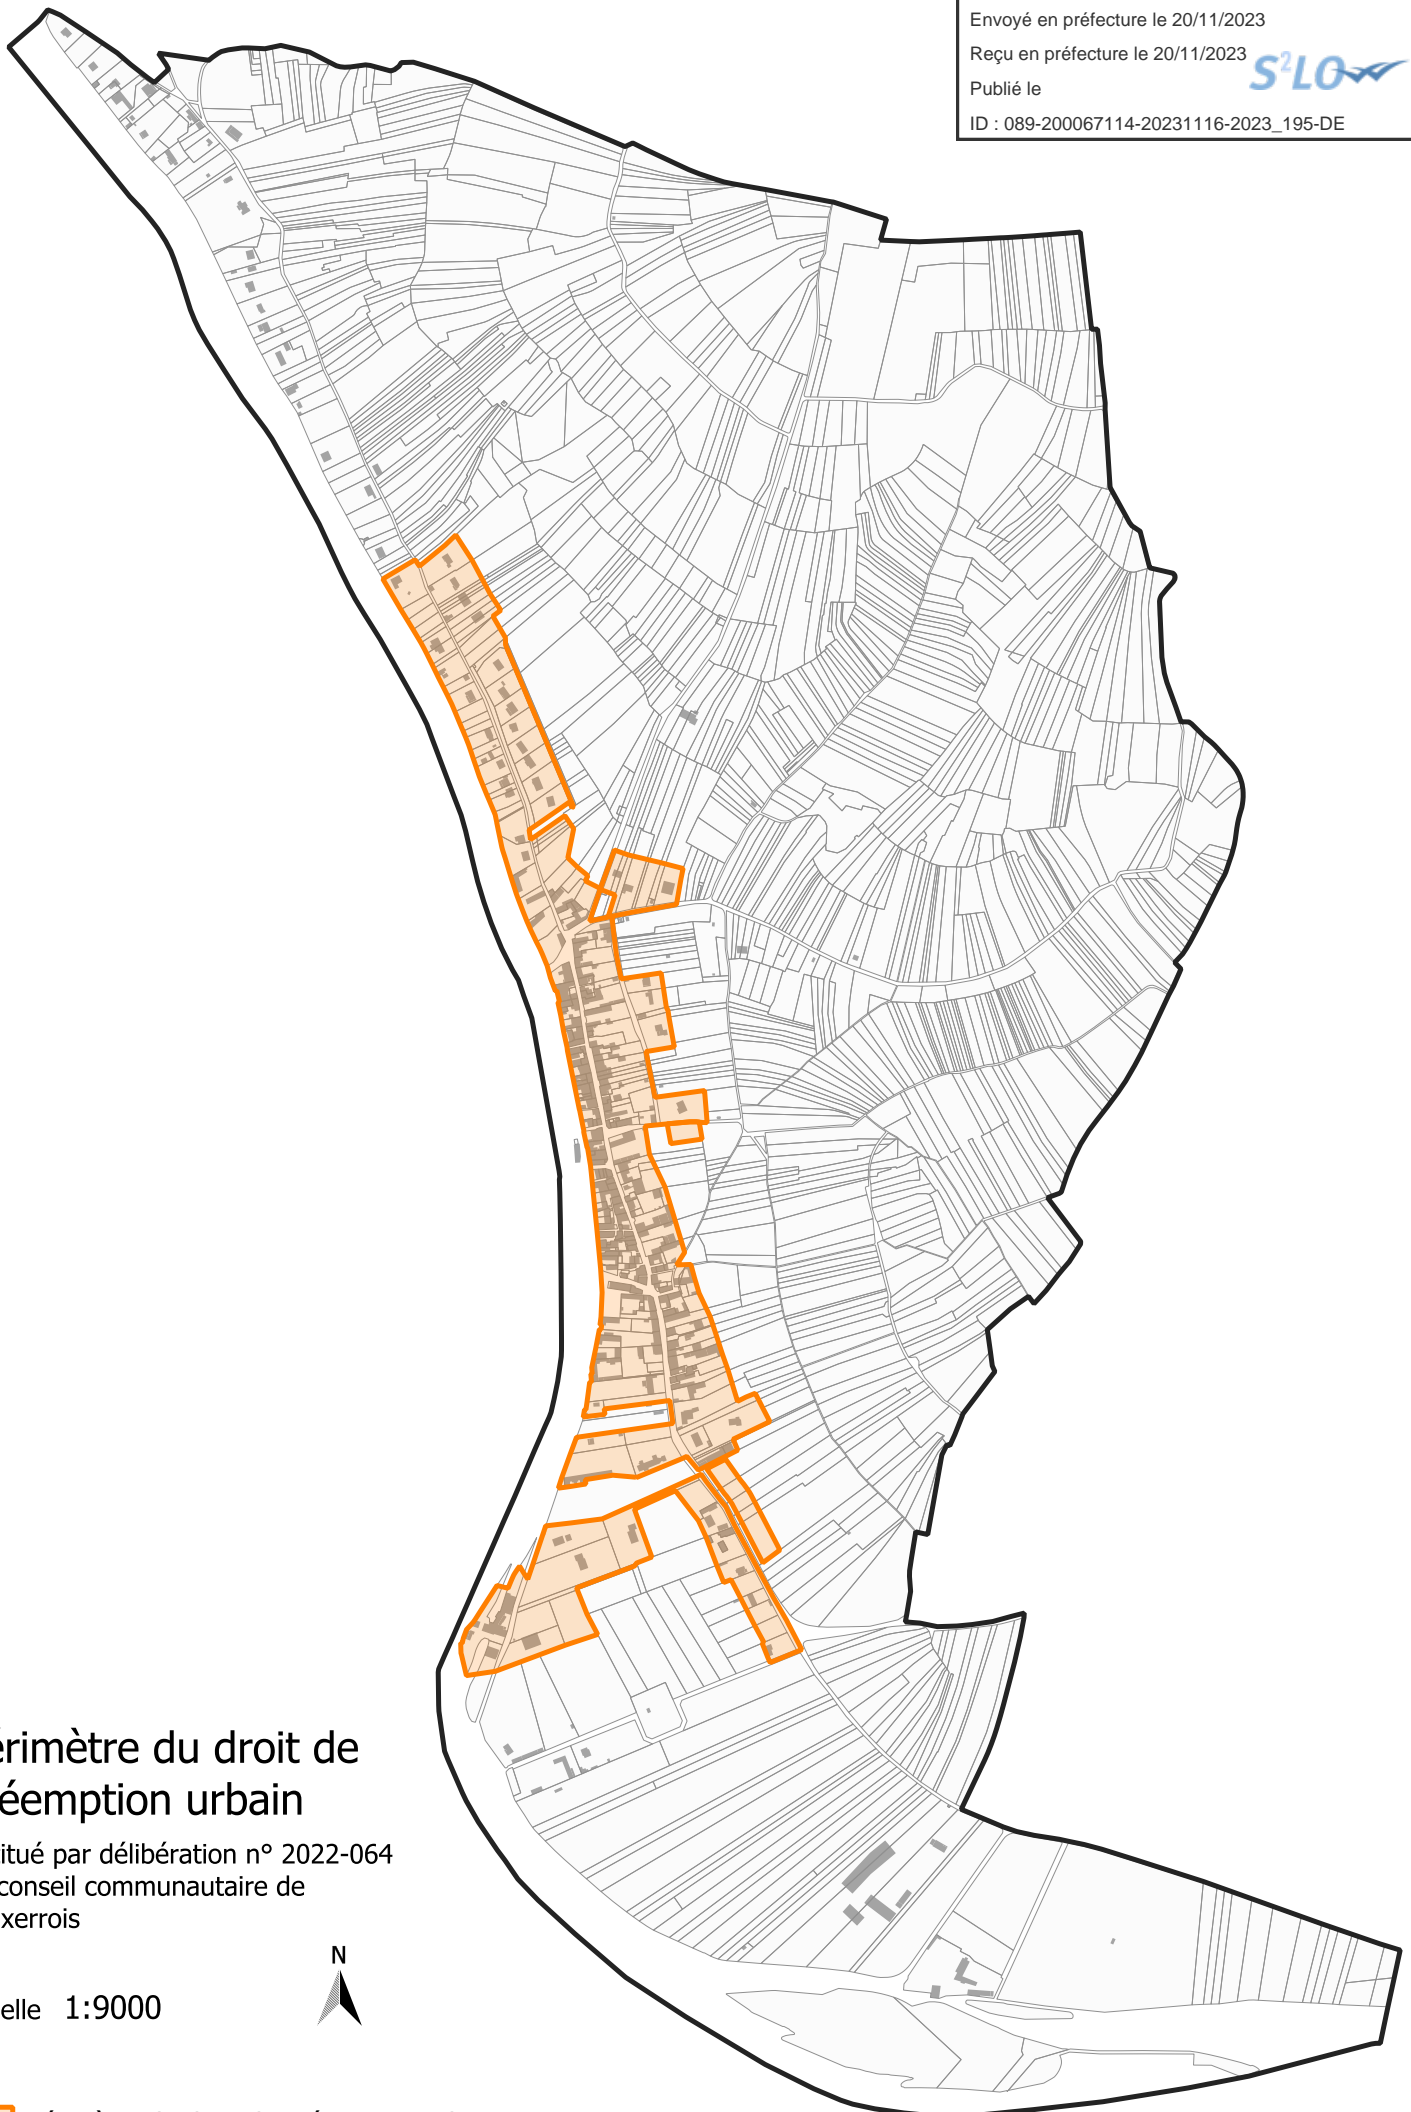 Envoyé en préfecture le 20/11/2023
Reçu en préfecture le 20/11/2023
S²LO
Publié le
ID : 089-200067114-20231116-2023_195-DE
érimètre du droit de
éemption urbain
itué par délibération n° 2022-064
conseil communautaire de
xerrois
N
elle 1:9000